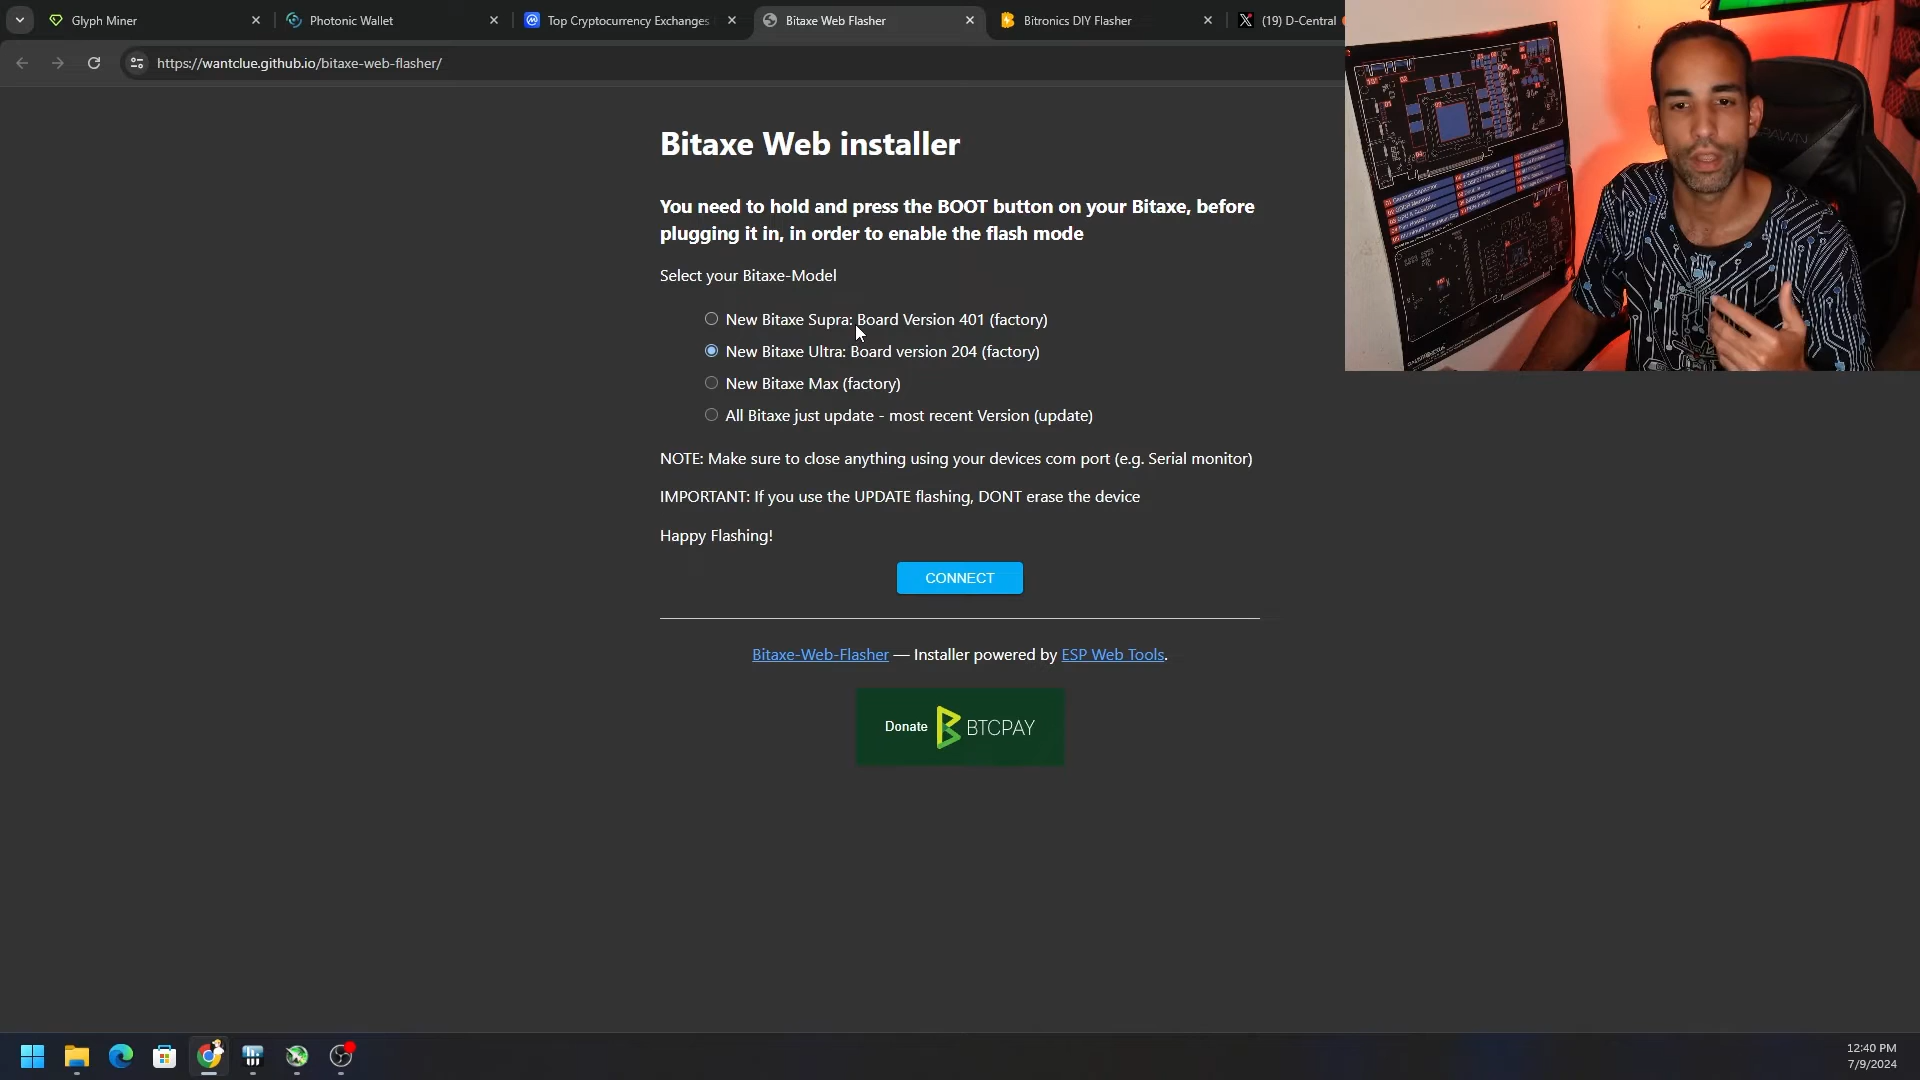 Glyph Miner
Photonic Wallet
Top Cryptocurrency Exchanges
Bitaxe Web Flasher
Bitronics DIY Flasher
(19) D-Central
https://wantclue.github.io/bitaxe-web-flasher/
Bitaxe Web installer
You need to hold and press the BOOT button on your Bitaxe, before
plugging it in, in order to enable the flash mode
Select your Bitaxe-Model
New Bitaxe Supra: Board Version 401 (factory)
New Bitaxe Ultra: Board version 204 (factory)
New Bitaxe Max (factory)
All Bitaxe just update - most recent Version (update)
NOTE: Make sure to close anything using your devices com port (e.g. Serial monitor)
IMPORTANT: If you use the UPDATE flashing, DONT erase the device
Happy Flashing!
CONNECT
Bitaxe-Web-Flasher — Installer powered by ESP Web Tools.
Donate BTCPAY
12:40 PM
7/9/2024